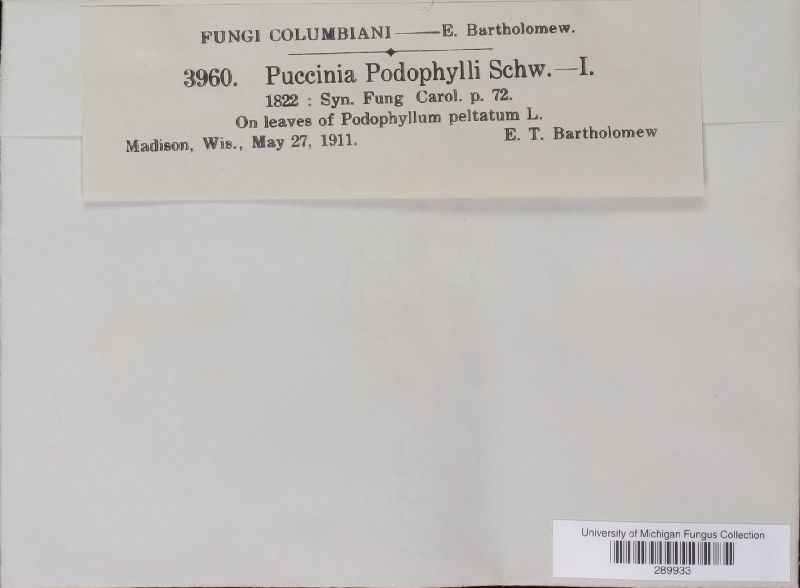 FUNGI COLUMBIANI——E. Bartholomew.
3960. Puccinia Podophylli Schw.—I.
1822 : Syn. Fung Carol. p. 72.
On leaves of Podophyllum peltatum L.
Madison, Wis., May 27, 1911. E. T. Bartholomew
University of Michigan Fungus Collection
289933